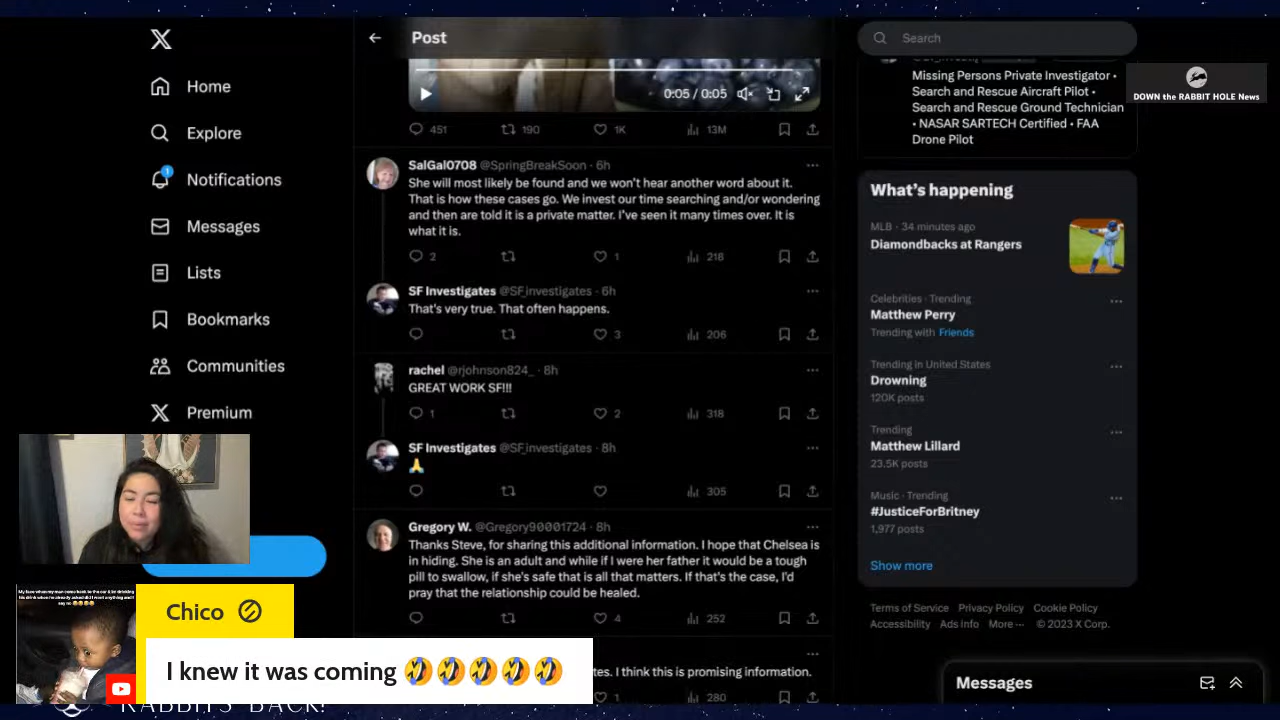 Home
Explore
1
Notifications
Messages
Lists
Bookmarks
Communities
Premium
Post
0:05 / 0:05
451
190
1K
13M
SalGal0708 @SpringBreakSoon · 6h
She will most likely be found and we won't hear another word about it.
That is how these cases go. We invest our time searching and/or wondering
and then are told it is a private matter. I've seen it many times over. It is
what it is.
2
1
218
SF Investigates @SF_investigates · 6h
That's very true. That often happens.
3
206
rachel @rjohnson824_ · 8h
GREAT WORK SF!!!
1
2
318
SF Investigates @SF_investigates · 8h
🙏
305
Gregory W. @Gregory90001724 · 8h
Thanks Steve, for sharing this additional information. I hope that Chelsea is
in hiding. She is an adult and while if I were her father it would be a tough
pill to swallow, if she's safe that is all that matters. If that's the case, I'd
pray that the relationship could be healed.
4
252
I think this is promising information.
1
280
Search
Missing Persons Private Investigator •
Search and Rescue Aircraft Pilot •
Search and Rescue Ground Technician
• NASAR SARTECH Certified • FAA
Drone Pilot
DOWN the RABBIT HOLE News
What's happening
MLB · 34 minutes ago
Diamondbacks at Rangers
Celebrities · Trending
Matthew Perry
Trending with Friends
Trending in United States
Drowning
120K posts
Trending
Matthew Lillard
23.5K posts
Music · Trending
#JusticeForBritney
1,977 posts
Show more
Terms of Service Privacy Policy Cookie Policy
Accessibility Ads info More ··· © 2023 X Corp.
Messages
Chico
I knew it was coming 🤣🤣🤣🤣🤣
RABBITS BACK!